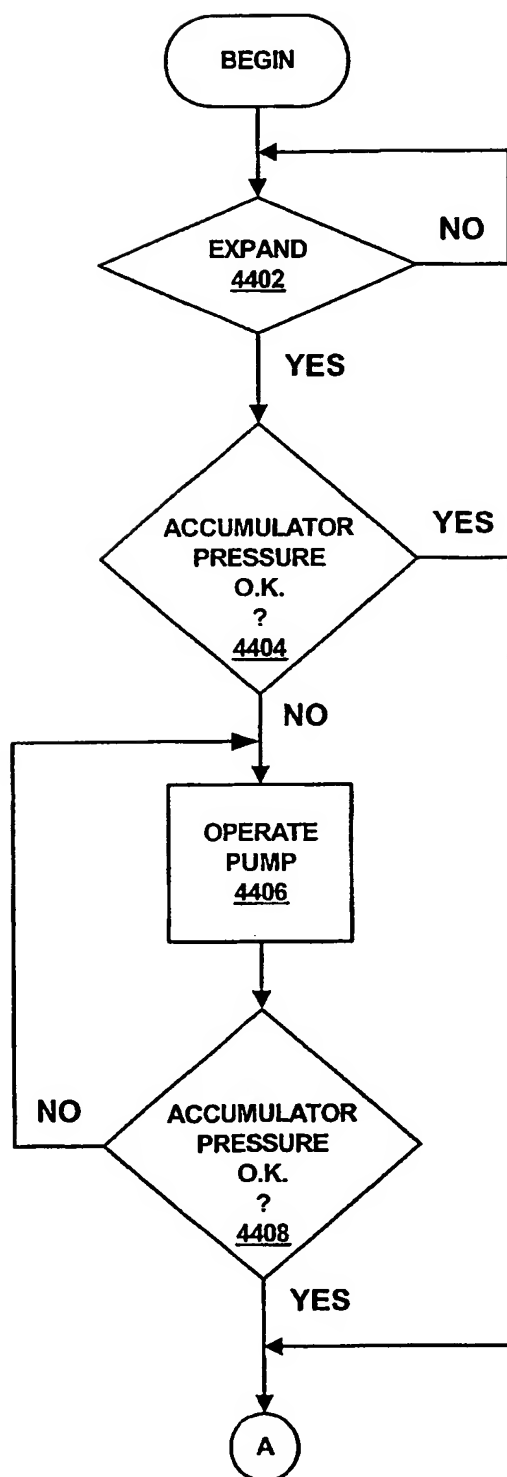 BEGIN
EXPAND
4402
NO
YES
ACCUMULATOR
PRESSURE
O.K.
?
4404
YES
NO
OPERATE
PUMP
4406
ACCUMULATOR
PRESSURE
O.K.
?
4408
NO
YES
A